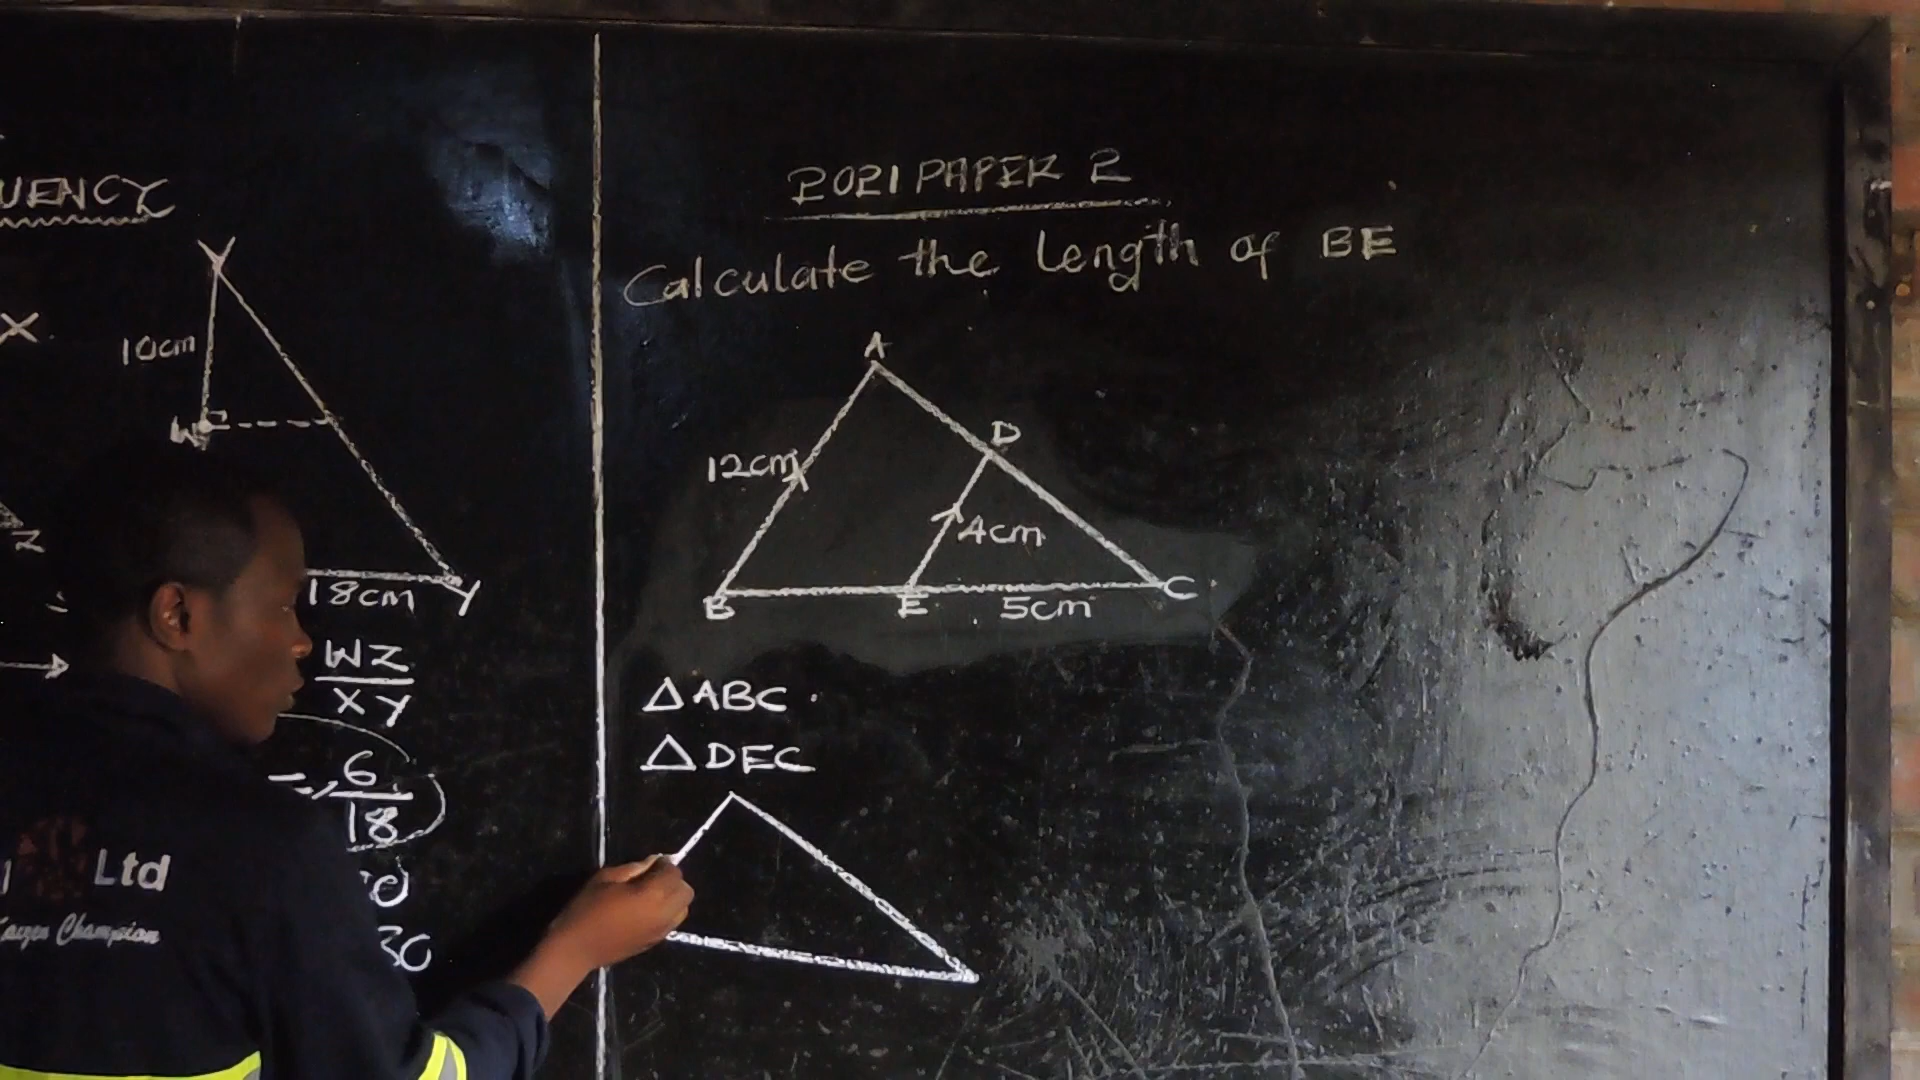 UENCY
X
10cm
W
Z
18cm Y
WZ
XY
=, 6
18
30
Ltd
Champion
2021 PAPER 2
Calculate the length of BE
A
D
12cm
4cm
B E 5cm C
△ABC
△DEC